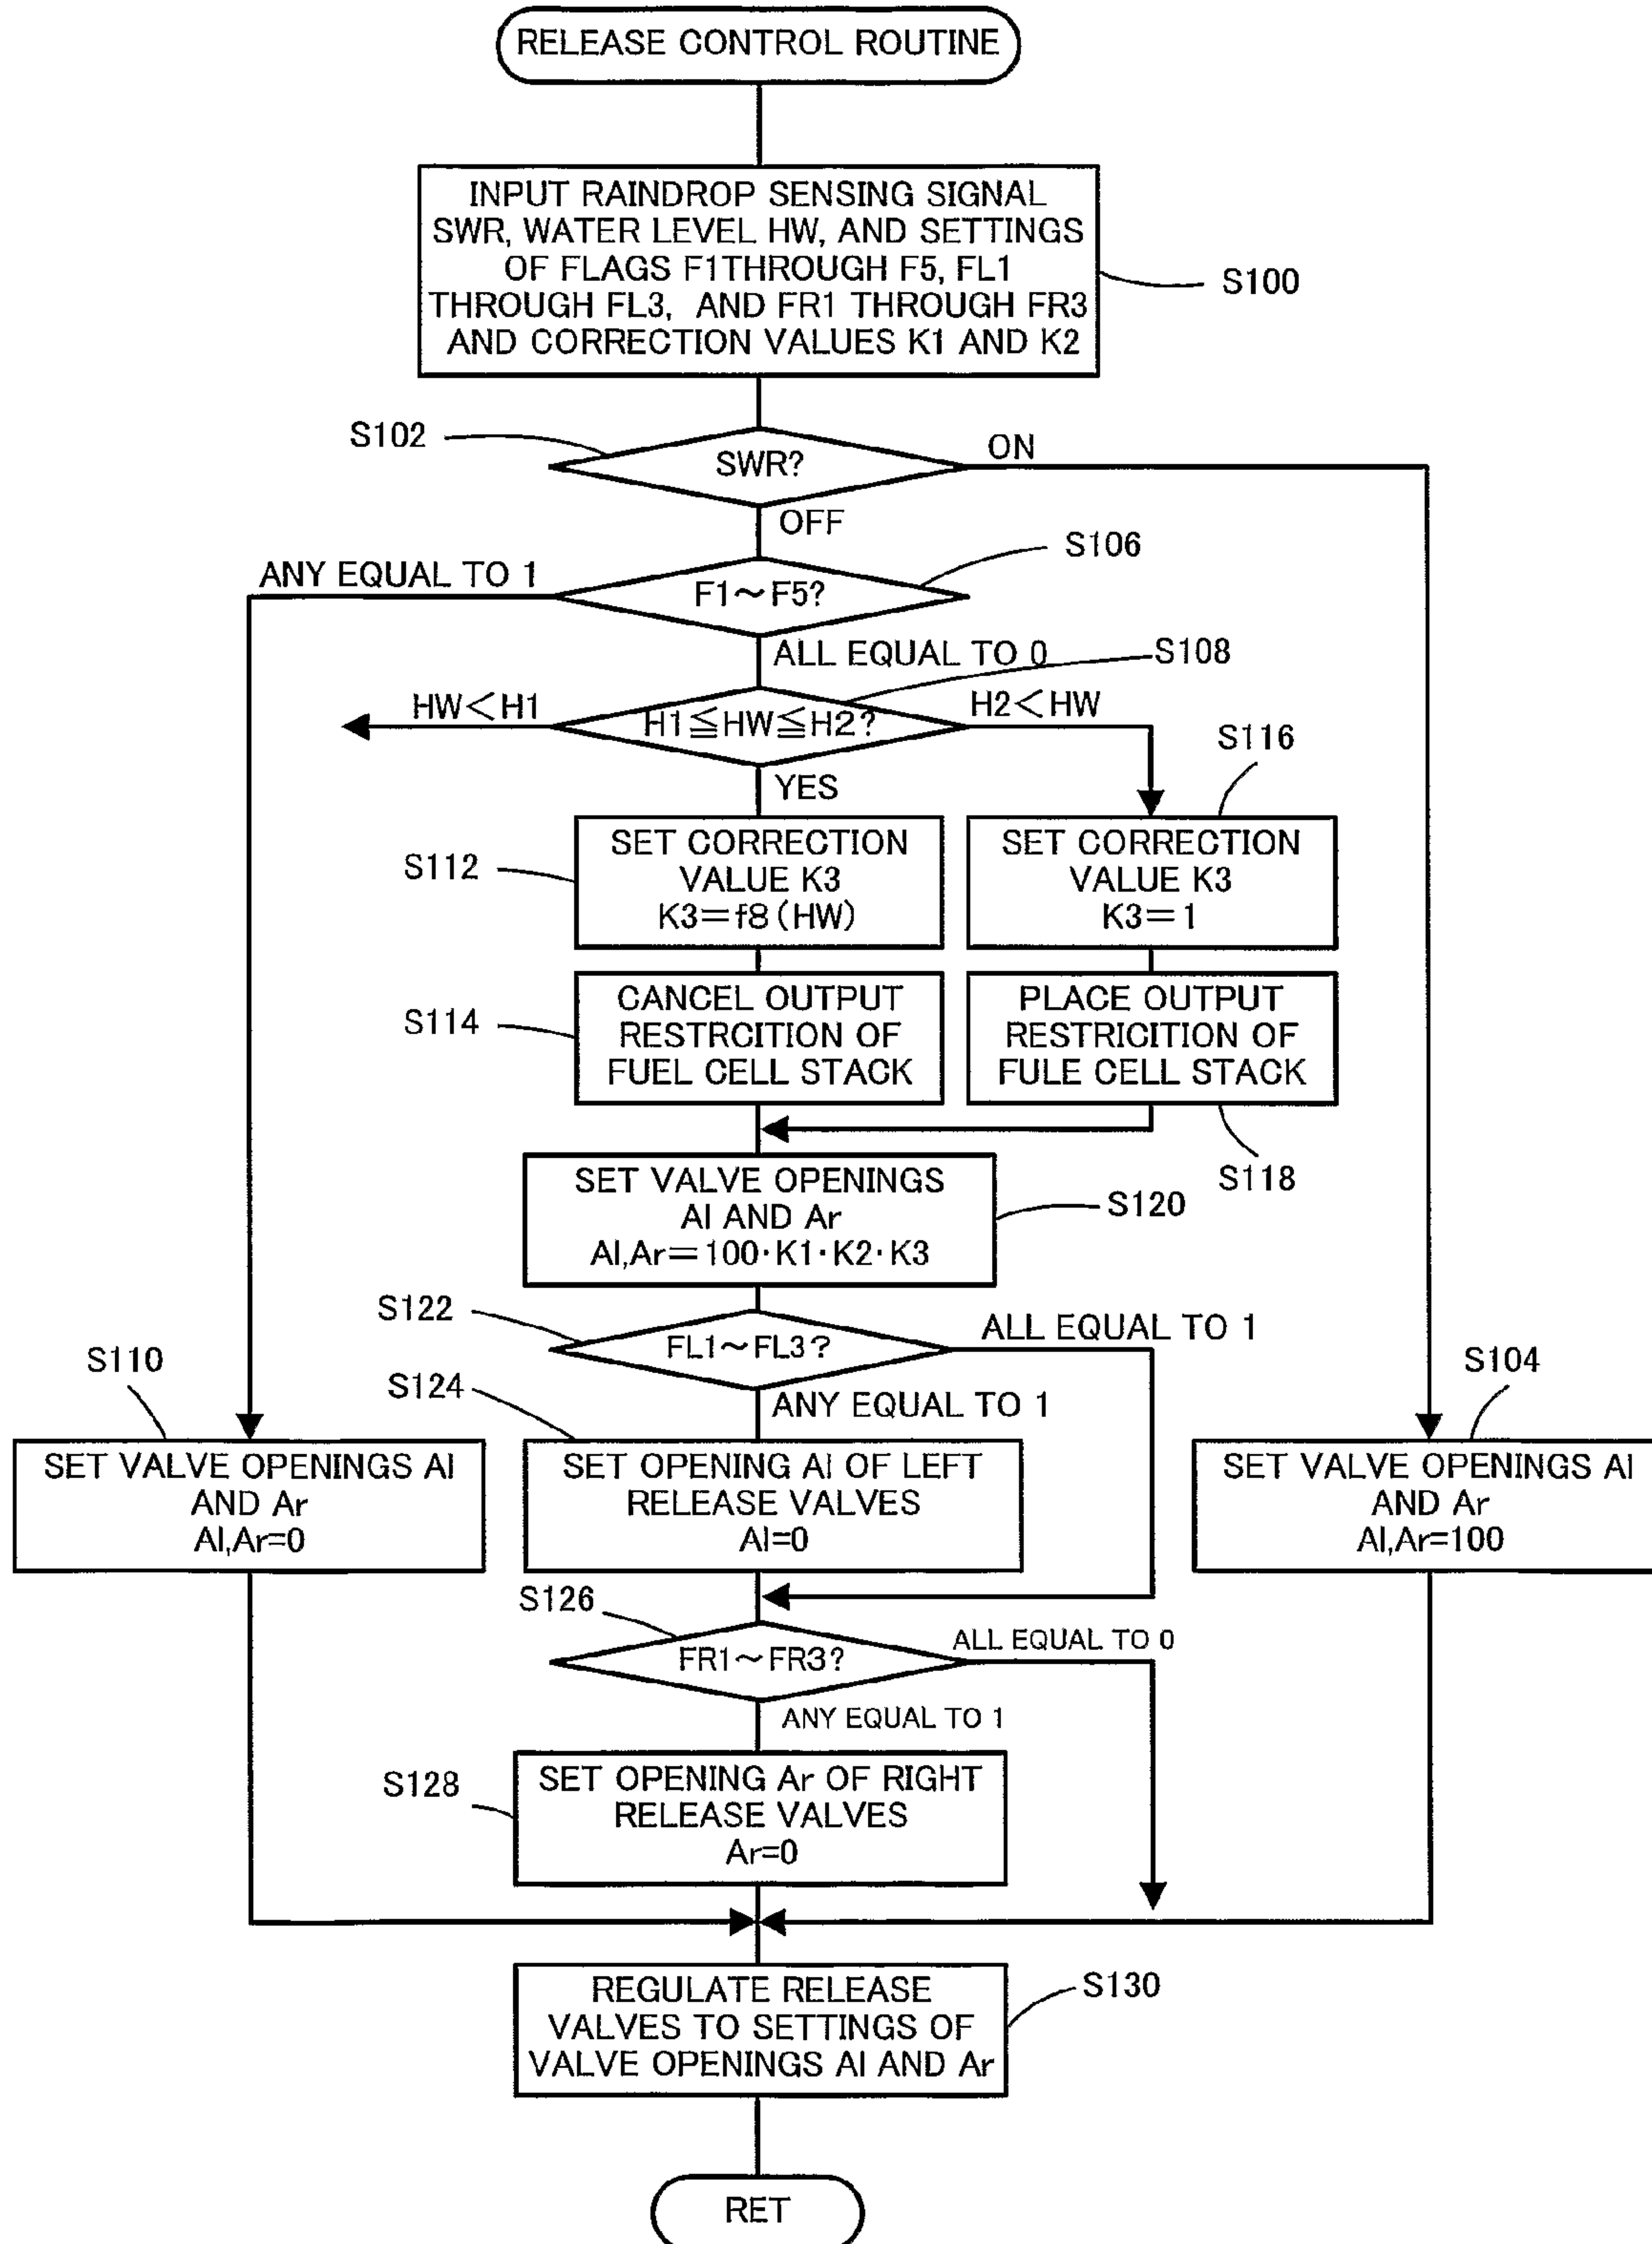 RELEASE CONTROL ROUTINE
INPUT RAINDROP SENSING SIGNAL
SWR, WATER LEVEL HW, AND SETTINGS
OF FLAGS F1THROUGH F5, FL1
THROUGH FL3, AND FR1 THROUGH FR3
AND CORRECTION VALUES K1 AND K2
S100
S102
SWR?
ON
OFF
S106
ANY EQUAL TO 1
F1~F5?
ALL EQUAL TO 0
S108
HW<H1
H1≦HW≦H2?
H2<HW
S116
YES
S112
SET CORRECTION
VALUE K3
K3=f8(HW)
SET CORRECTION
VALUE K3
K3=1
S114
CANCEL OUTPUT
RESTRCITION OF
FUEL CELL STACK
PLACE OUTPUT
RESTRICITION OF
FULE CELL STACK
S118
SET VALVE OPENINGS
Al AND Ar
Al,Ar=100·K1·K2·K3
S120
S122
FL1~FL3?
ALL EQUAL TO 1
S110
S124
ANY EQUAL TO 1
S104
SET VALVE OPENINGS Al
AND Ar
Al,Ar=0
SET OPENING Al OF LEFT
RELEASE VALVES
Al=0
SET VALVE OPENINGS Al
AND Ar
Al,Ar=100
S126
FR1~FR3?
ALL EQUAL TO 0
ANY EQUAL TO 1
S128
SET OPENING Ar OF RIGHT
RELEASE VALVES
Ar=0
REGULATE RELEASE
VALVES TO SETTINGS OF
VALVE OPENINGS Al AND Ar
S130
RET